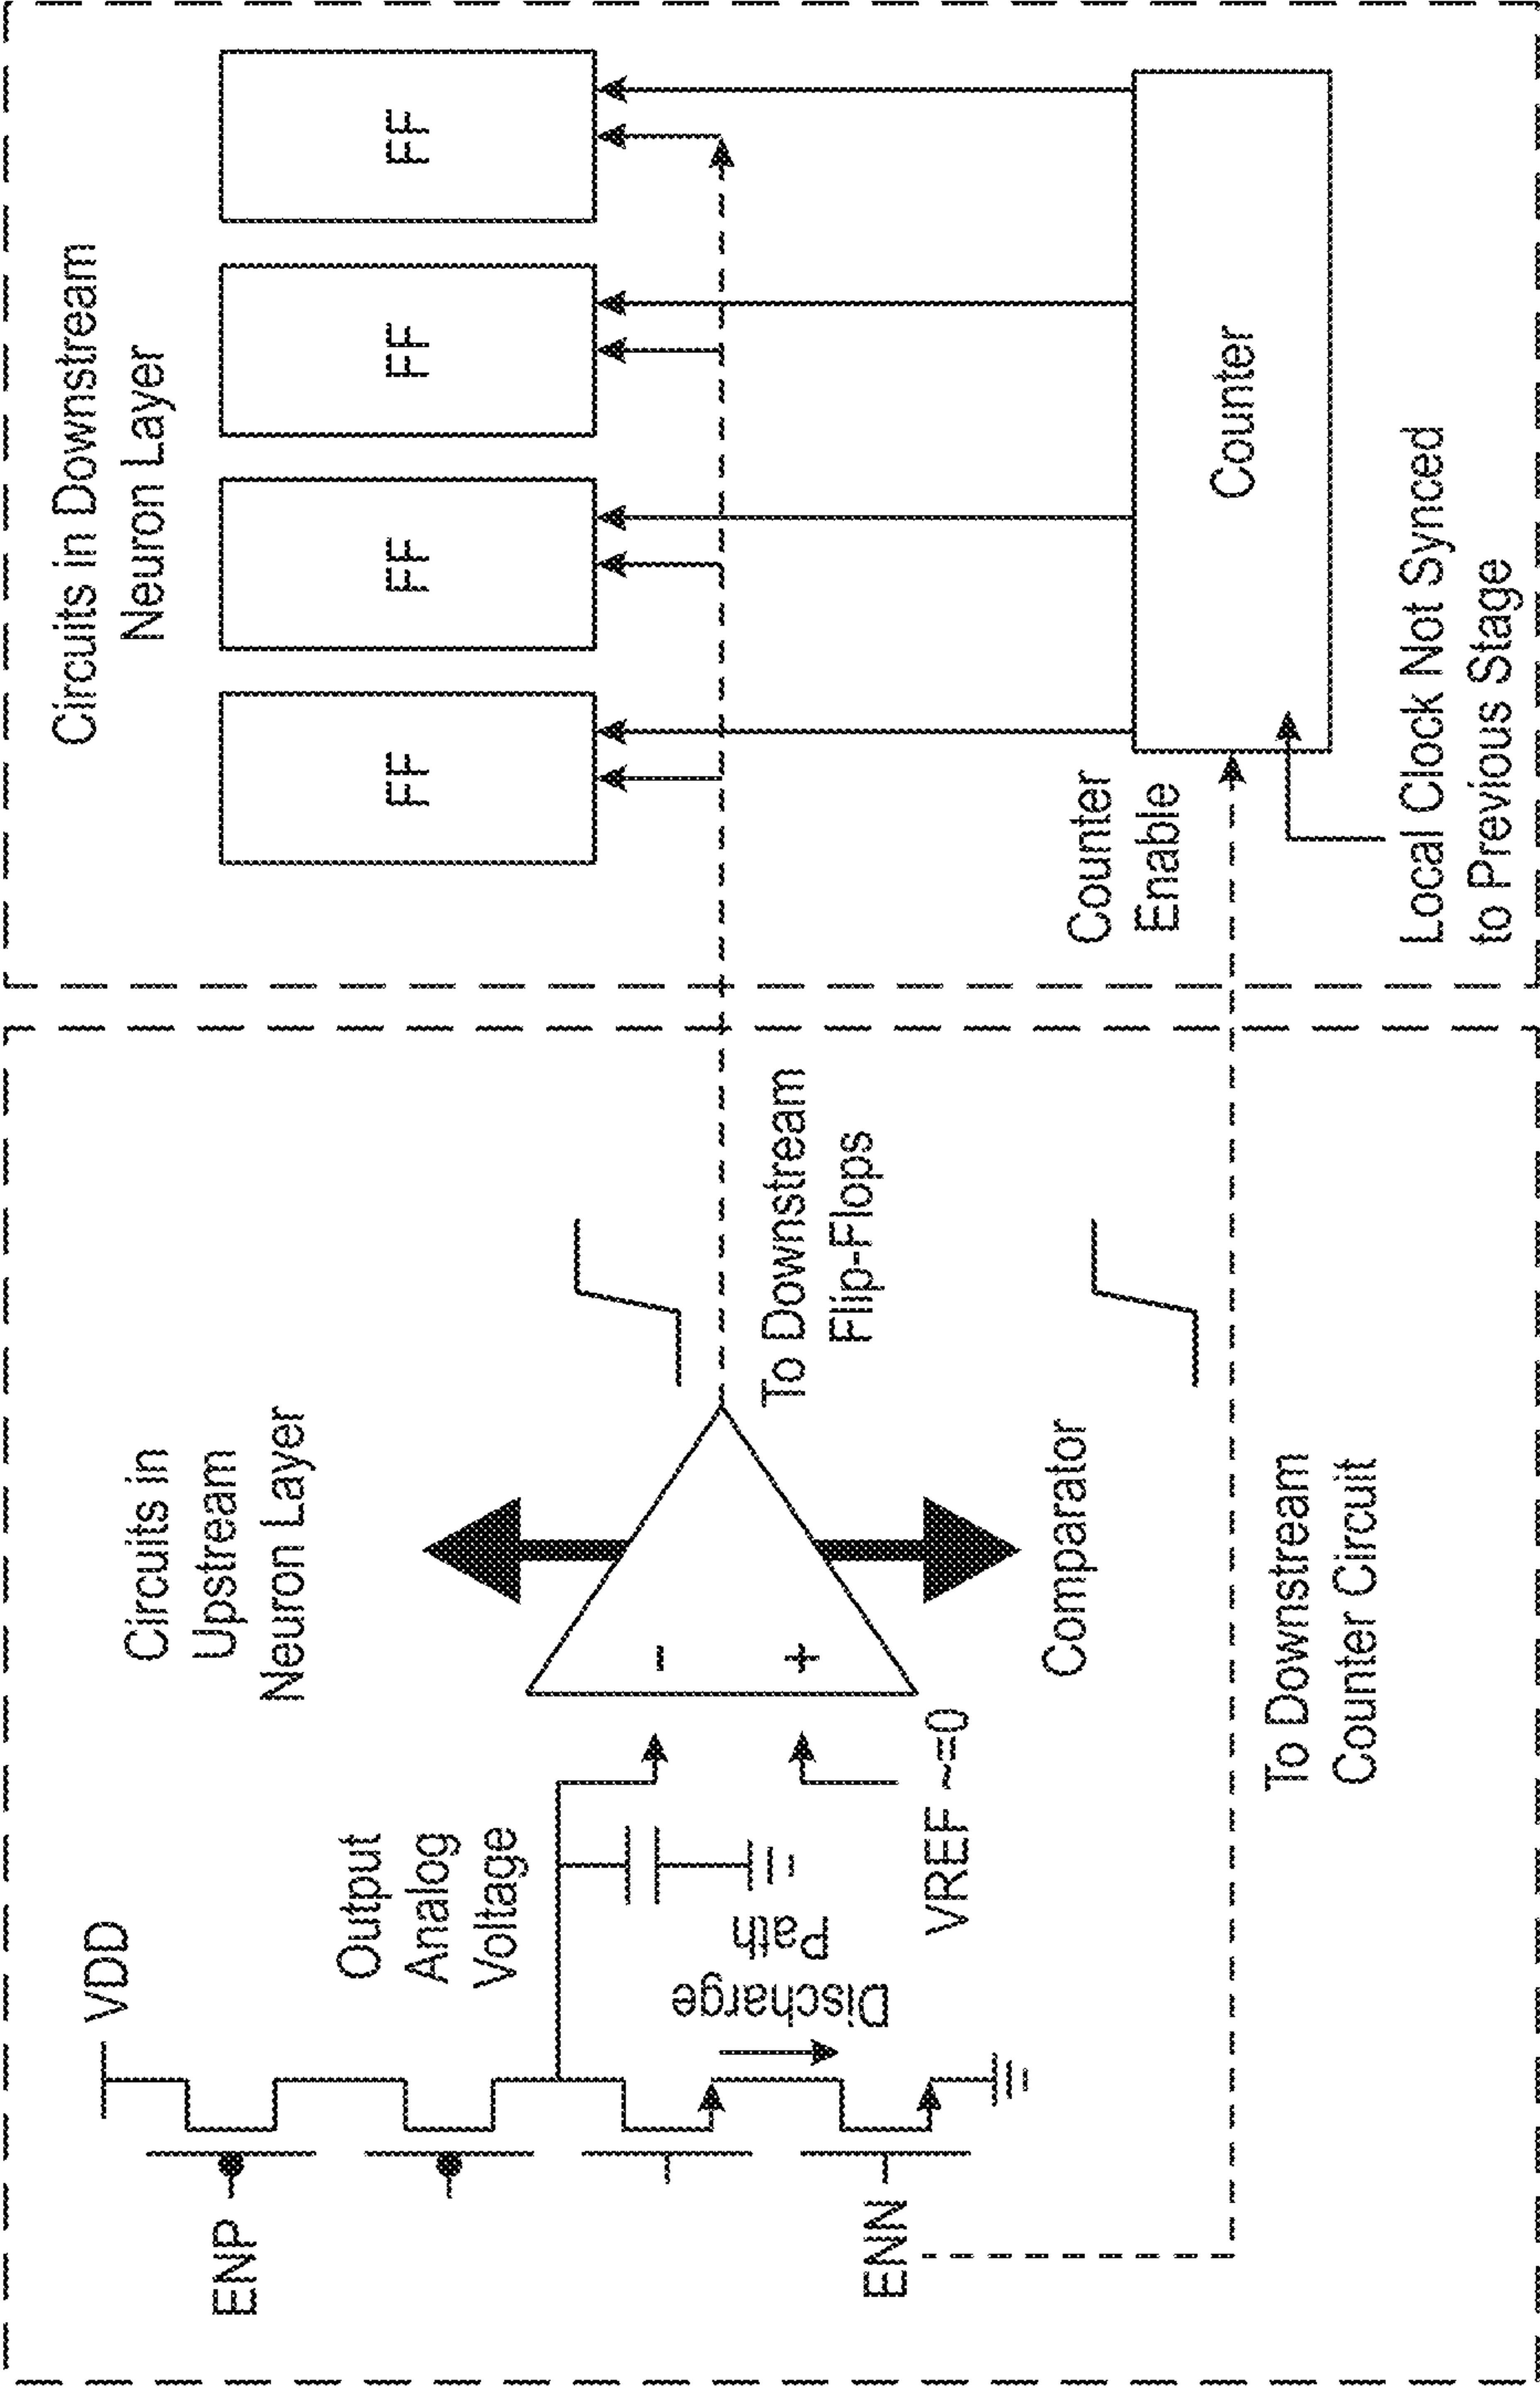 Circuits in
Upstream
Neuron Layer
VDD
ENP
Output
Analog
Voltage
Discharge
Path
ENN
VREF ~=0
-
+
Comparator
To Downstream
Flip-Flops
To Downstream
Counter Circuit
Circuits in Downstream
Neuron Layer
FF
FF
FF
FF
Counter
Enable
Counter
Local Clock Not Synced
to Previous Stage